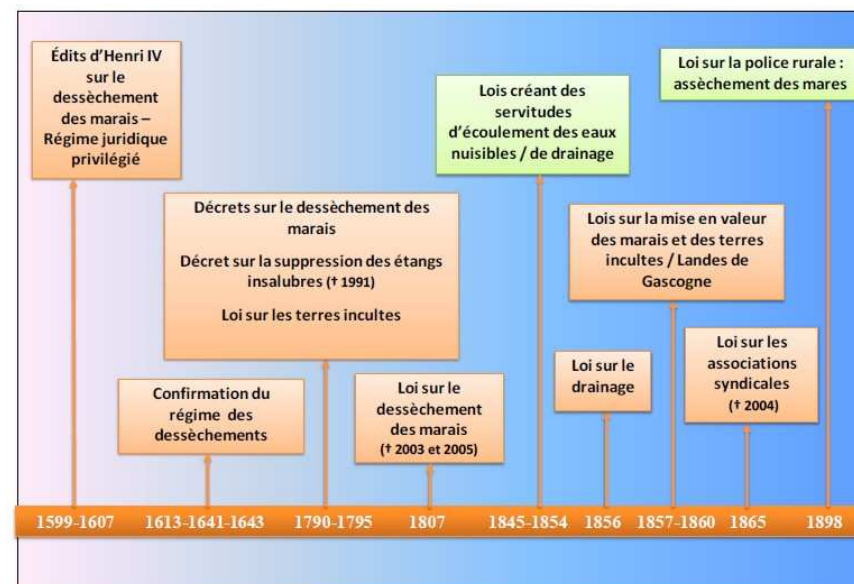 Édits d'Henri IV
sur le
dessèchement
des marais –
Régime juridique
privilégié
Confirmation du
régime des
dessèchements
Décrets sur le dessèchement des
marais
Décret sur la suppression des étangs
insalubres († 1991)
Loi sur les terres incultes
Loi sur le
dessèchement
des marais
(† 2003 et 2005)
Lois créant des
servitudes
d'écoulement des eaux
nuisibles / de drainage
Loi sur le
drainage
Lois sur la mise en valeur
des marais et des terres
incultes / Landes de
Gascogne
Loi sur les
associations
syndicales
(† 2004)
Loi sur la police rurale :
assèchement des mares
1599-1607 1613-1641-1643 1790-1795 1807 1845-1854 1856 1857-1860 1865 1898